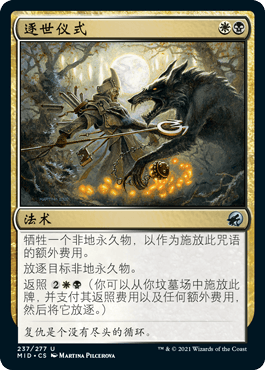 逐世仪式
法术
牺牲一个非地永久物，以作为施放此咒语
的额外费用。
放逐目标非地永久物。
返照 2（你可以从你坟墓场中施放此
牌，并支付其返照费用以及任何额外费用，
然后将它放逐。）
复仇是个没有尽头的循环。
237/277 U
MID • CS MARTINA PILCEROVA
™ & © 2021 Wizards of the Coast